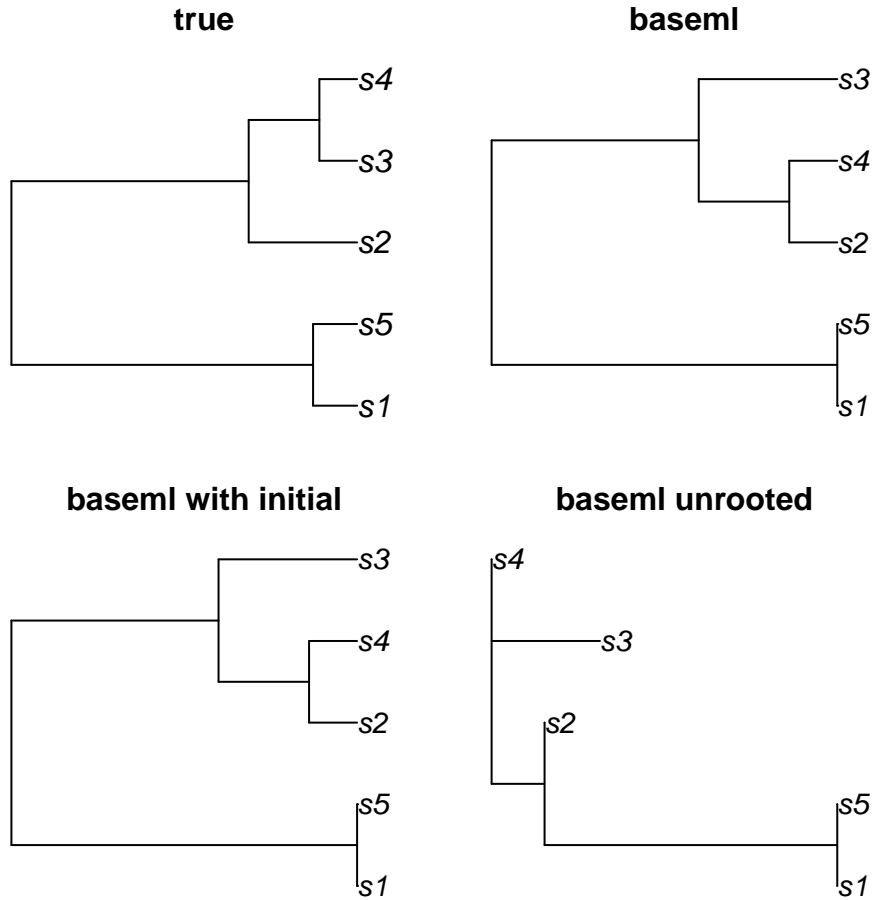 true
s4
s3
s2
s5
s1
baseml
s3
s4
s2
s5
s1
baseml with initial
s3
s4
s2
s5
s1
baseml unrooted
s4
s3
s2
s5
s1